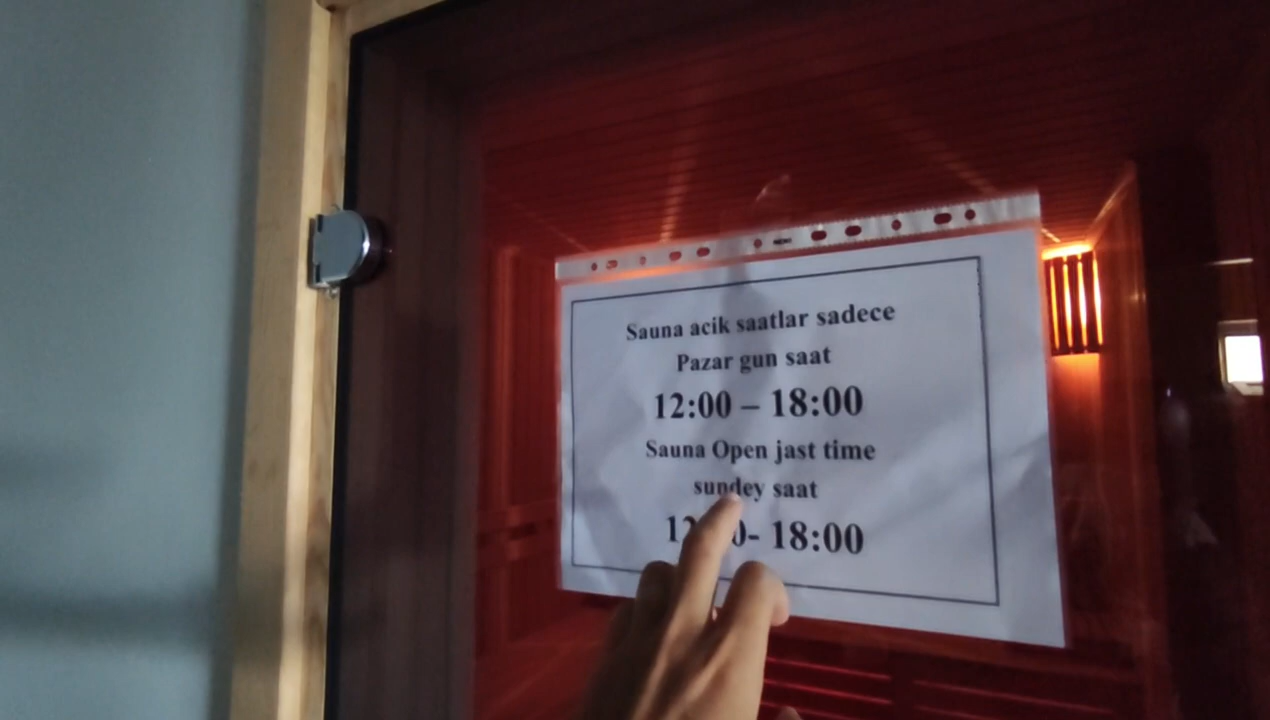 Sauna acik saatlar sadece
Pazar gun saat
12:00 – 18:00
Sauna Open jast time
sundey saat
18:00